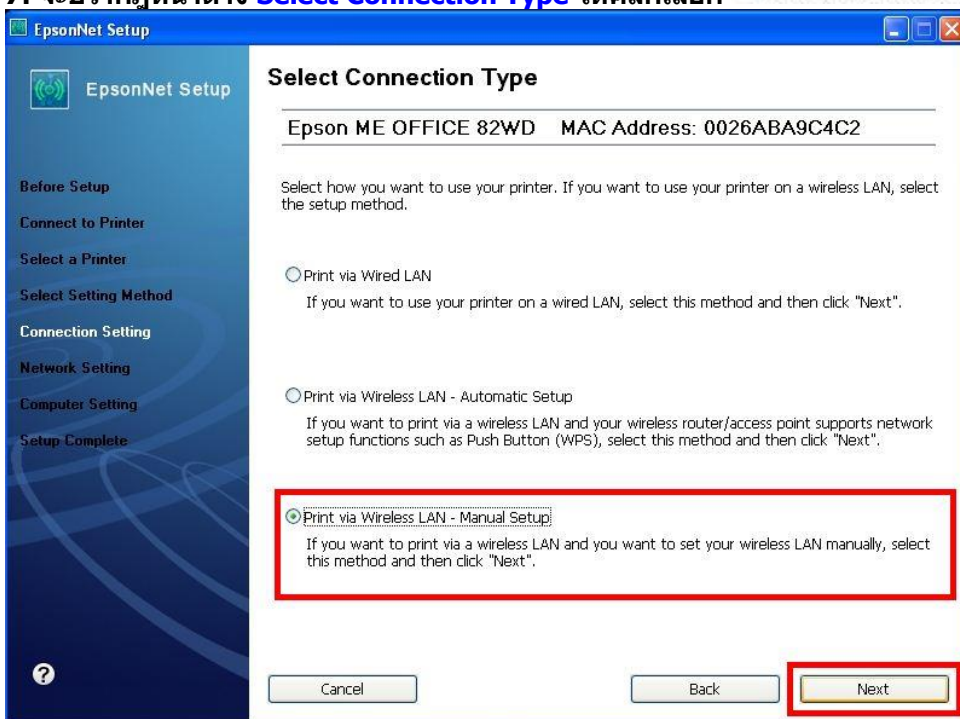 Select Connection Type
EpsonNet Setup
EpsonNet Setup
Before Setup
Connect to Printer
Select a Printer
Select Setting Method
Connection Setting
Network Setting
Computer Setting
Setup Complete
Select Connection Type
Epson ME OFFICE 82WD MAC Address: 0026ABA9C4C2
Select how you want to use your printer. If you want to use your printer on a wireless LAN, select
the setup method.
Print via Wired LAN
If you want to use your printer on a wired LAN, select this method and then click "Next".
Print via Wireless LAN - Automatic Setup
If you want to print via a wireless LAN and your wireless router/access point supports network
setup functions such as Push Button (WPS), select this method and then click "Next".
Print via Wireless LAN - Manual Setup
If you want to print via a wireless LAN and you want to set your wireless LAN manually, select
this method and then click "Next".
?
Cancel
Back
Next